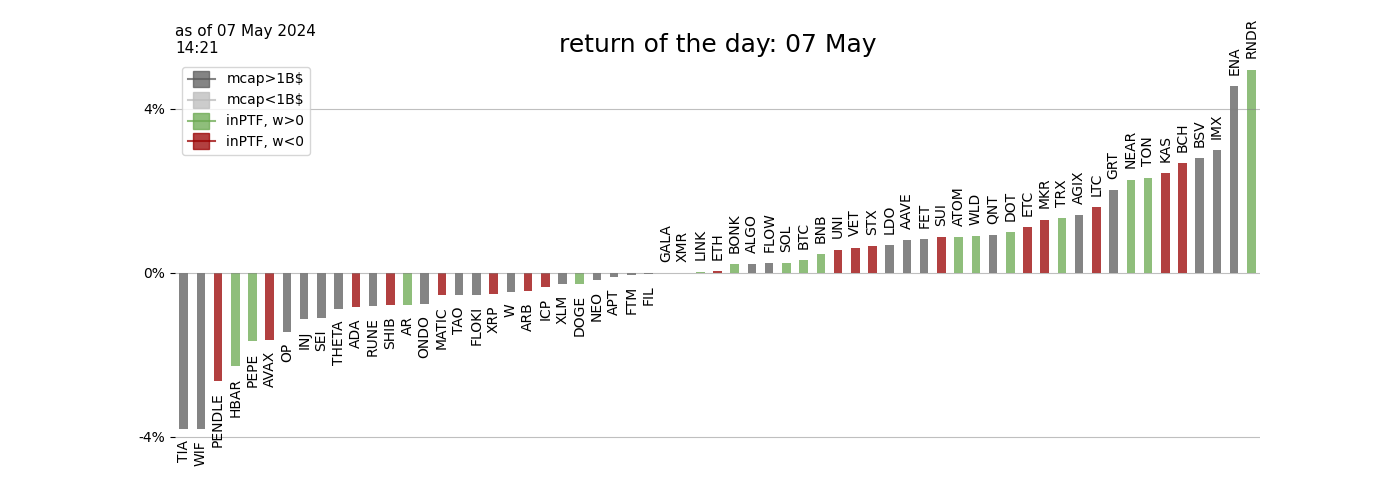 as of 07 May 2024
14:21
return of the day: 07 May
mcap>1B$
mcap<1B$
inPTF, w>0
inPTF, w<0
4%
0%
-4%
TIA
WIF
PENDLE
HBAR
PEPE
AVAX
OP
INJ
SEI
THETA
ADA
RUNE
SHIB
AR
ONDO
MATIC
TAO
FLOKI
XRP
W
ARB
ICP
XLM
DOGE
NEO
APT
FTM
FIL
GALA
XMR
LINK
ETH
BONK
ALGO
FLOW
SOL
BTC
BNB
UNI
VET
STX
LDO
AAVE
FET
SUI
ATOM
WLD
QNT
DOT
ETC
MKR
TRX
AGIX
LTC
GRT
NEAR
TON
KAS
BCH
BSV
IMX
ENA
RNDR